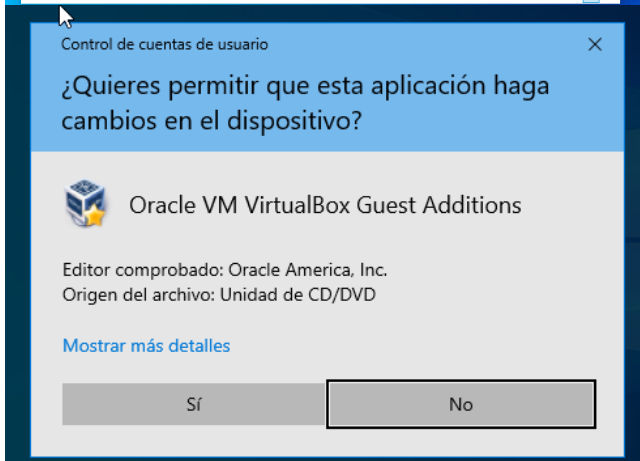 Control de cuentas de usuario
¿Quieres permitir que esta aplicación haga
cambios en el dispositivo?
Oracle VM VirtualBox Guest Additions
Editor comprobado: Oracle America, Inc.
Origen del archivo: Unidad de CD/DVD
Mostrar más detalles
Sí
No